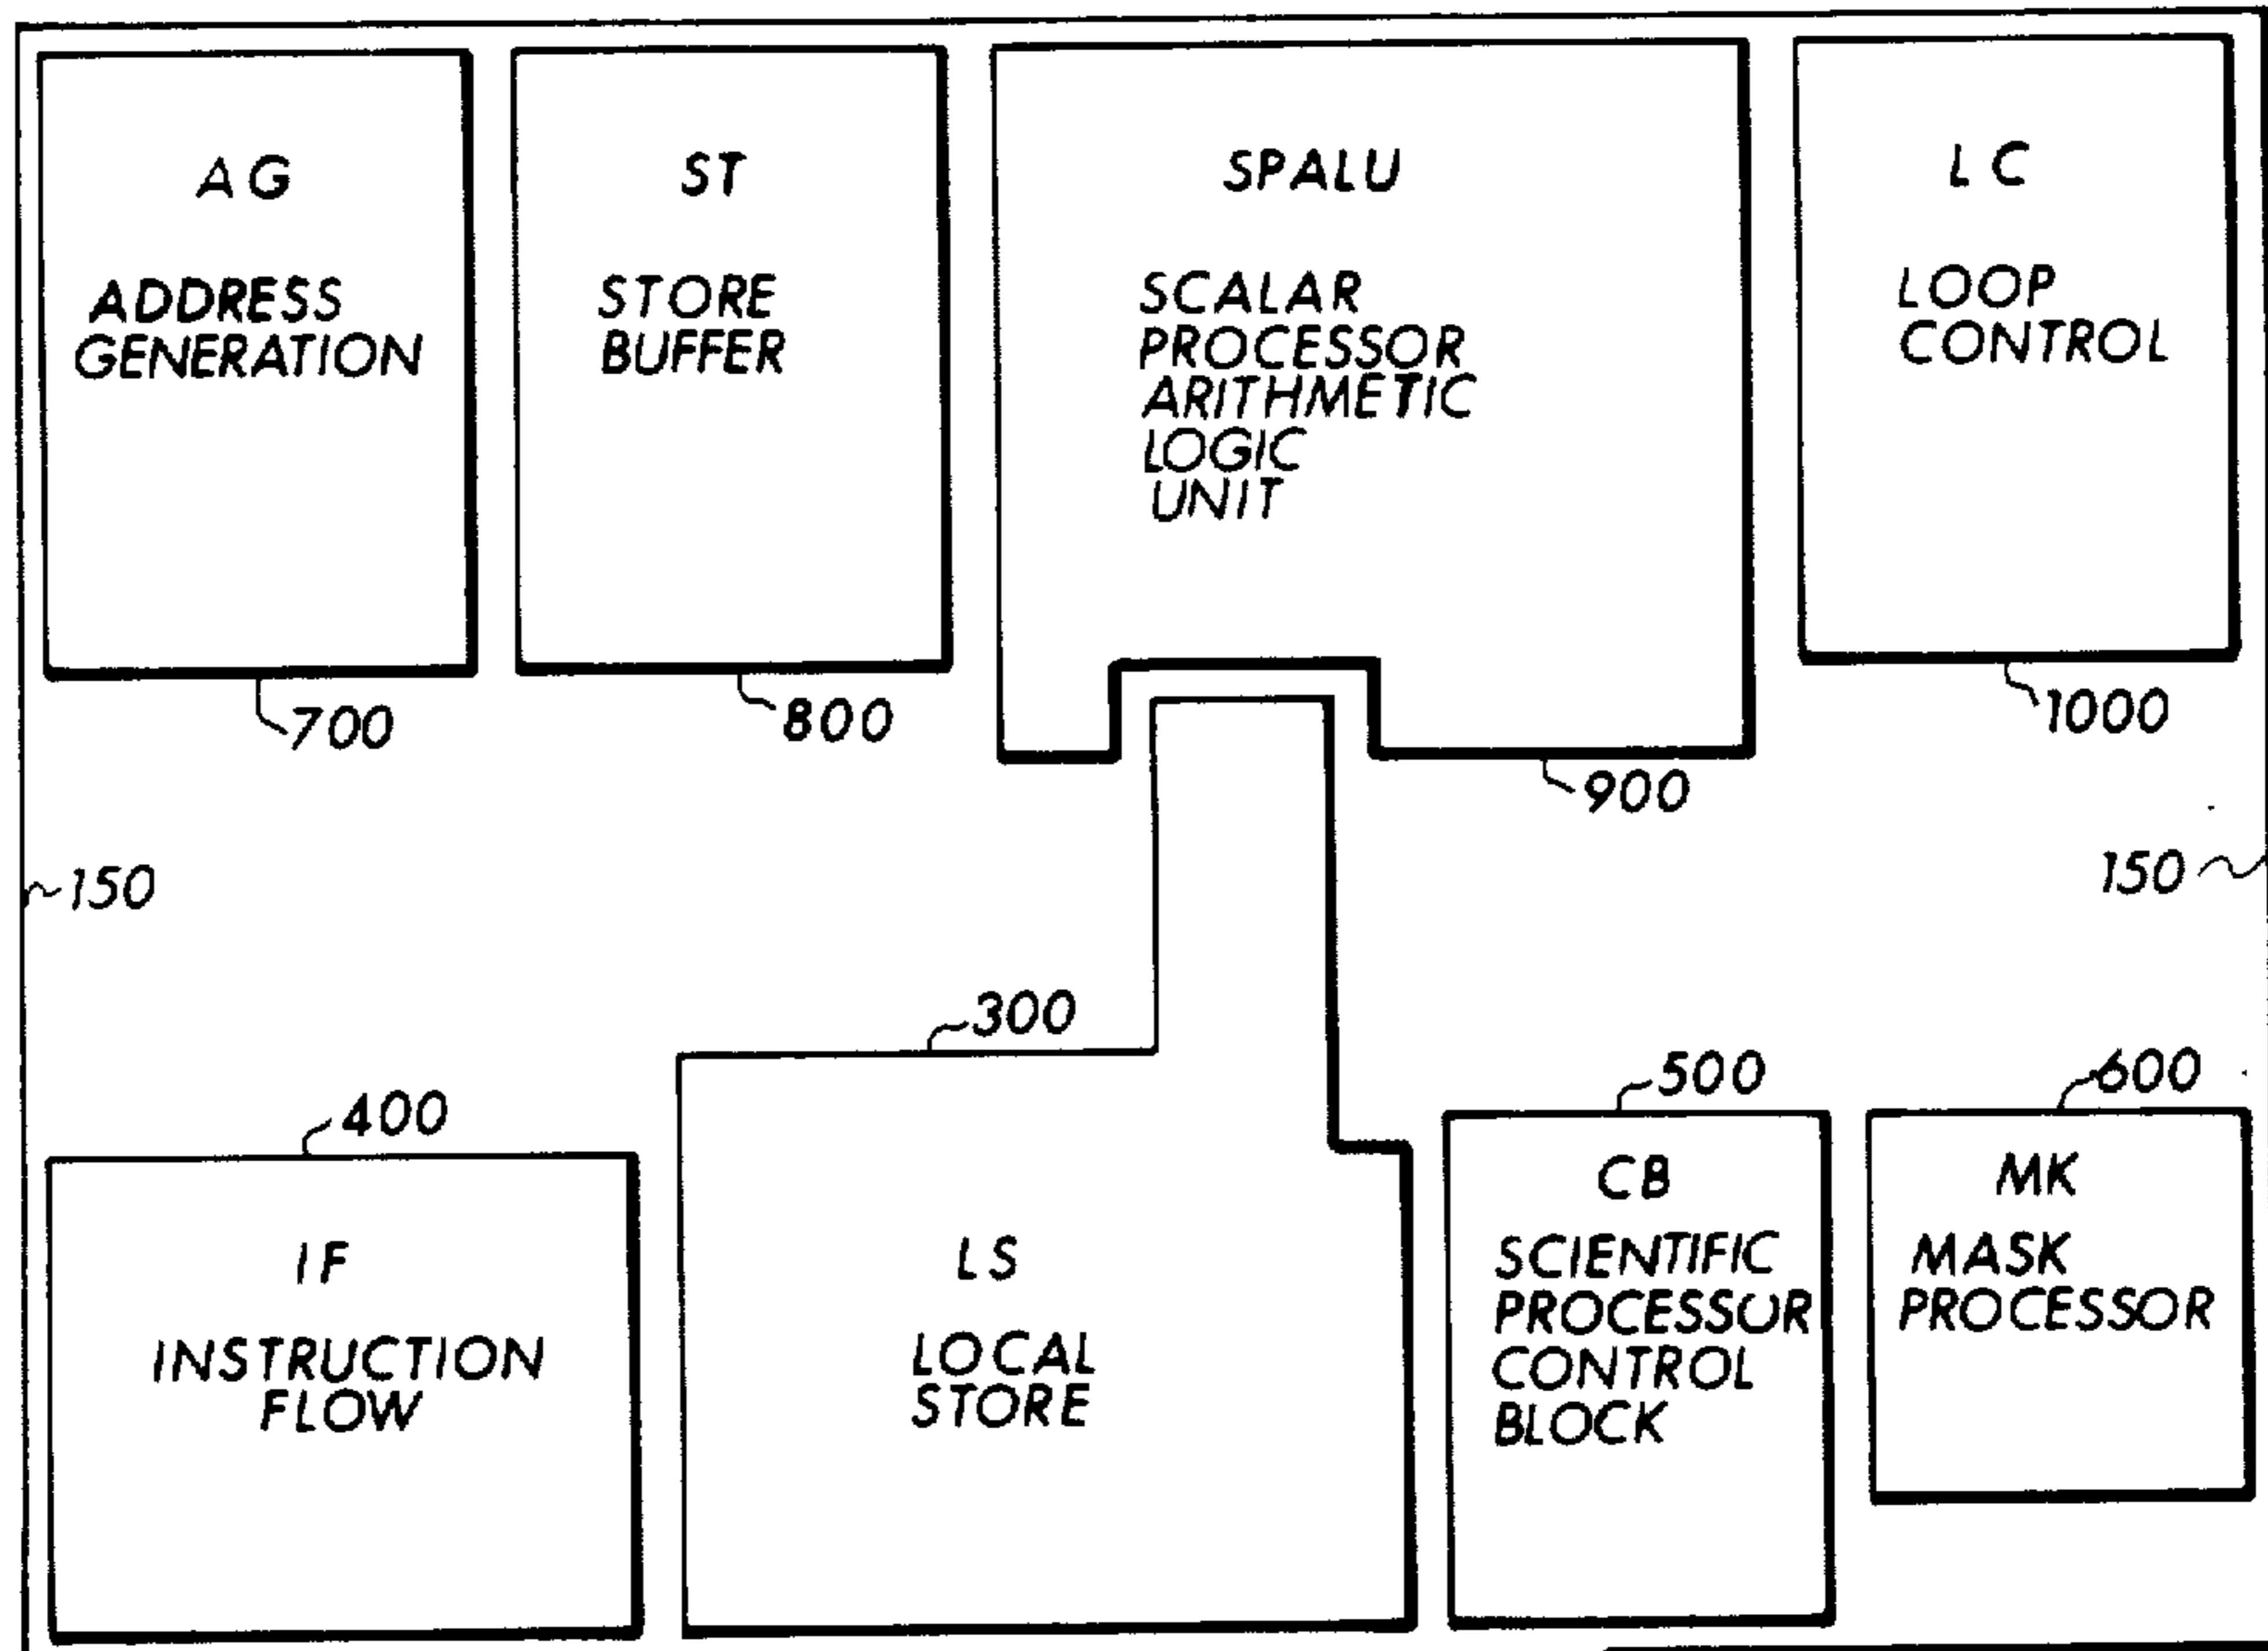 AG
ADDRESS
GENERATION
700
ST
STORE
BUFFER
800
SPALU
SCALAR
PROCESSOR
ARITHMETIC
LOGIC
UNIT
900
LC
LOOP
CONTROL
1000
150
150
300
400
500
600
IF
INSTRUCTION
FLOW
LS
LOCAL
STORE
CB
SCIENTIFIC
PROCESSOR
CONTROL
BLOCK
MK
MASK
PROCESSOR